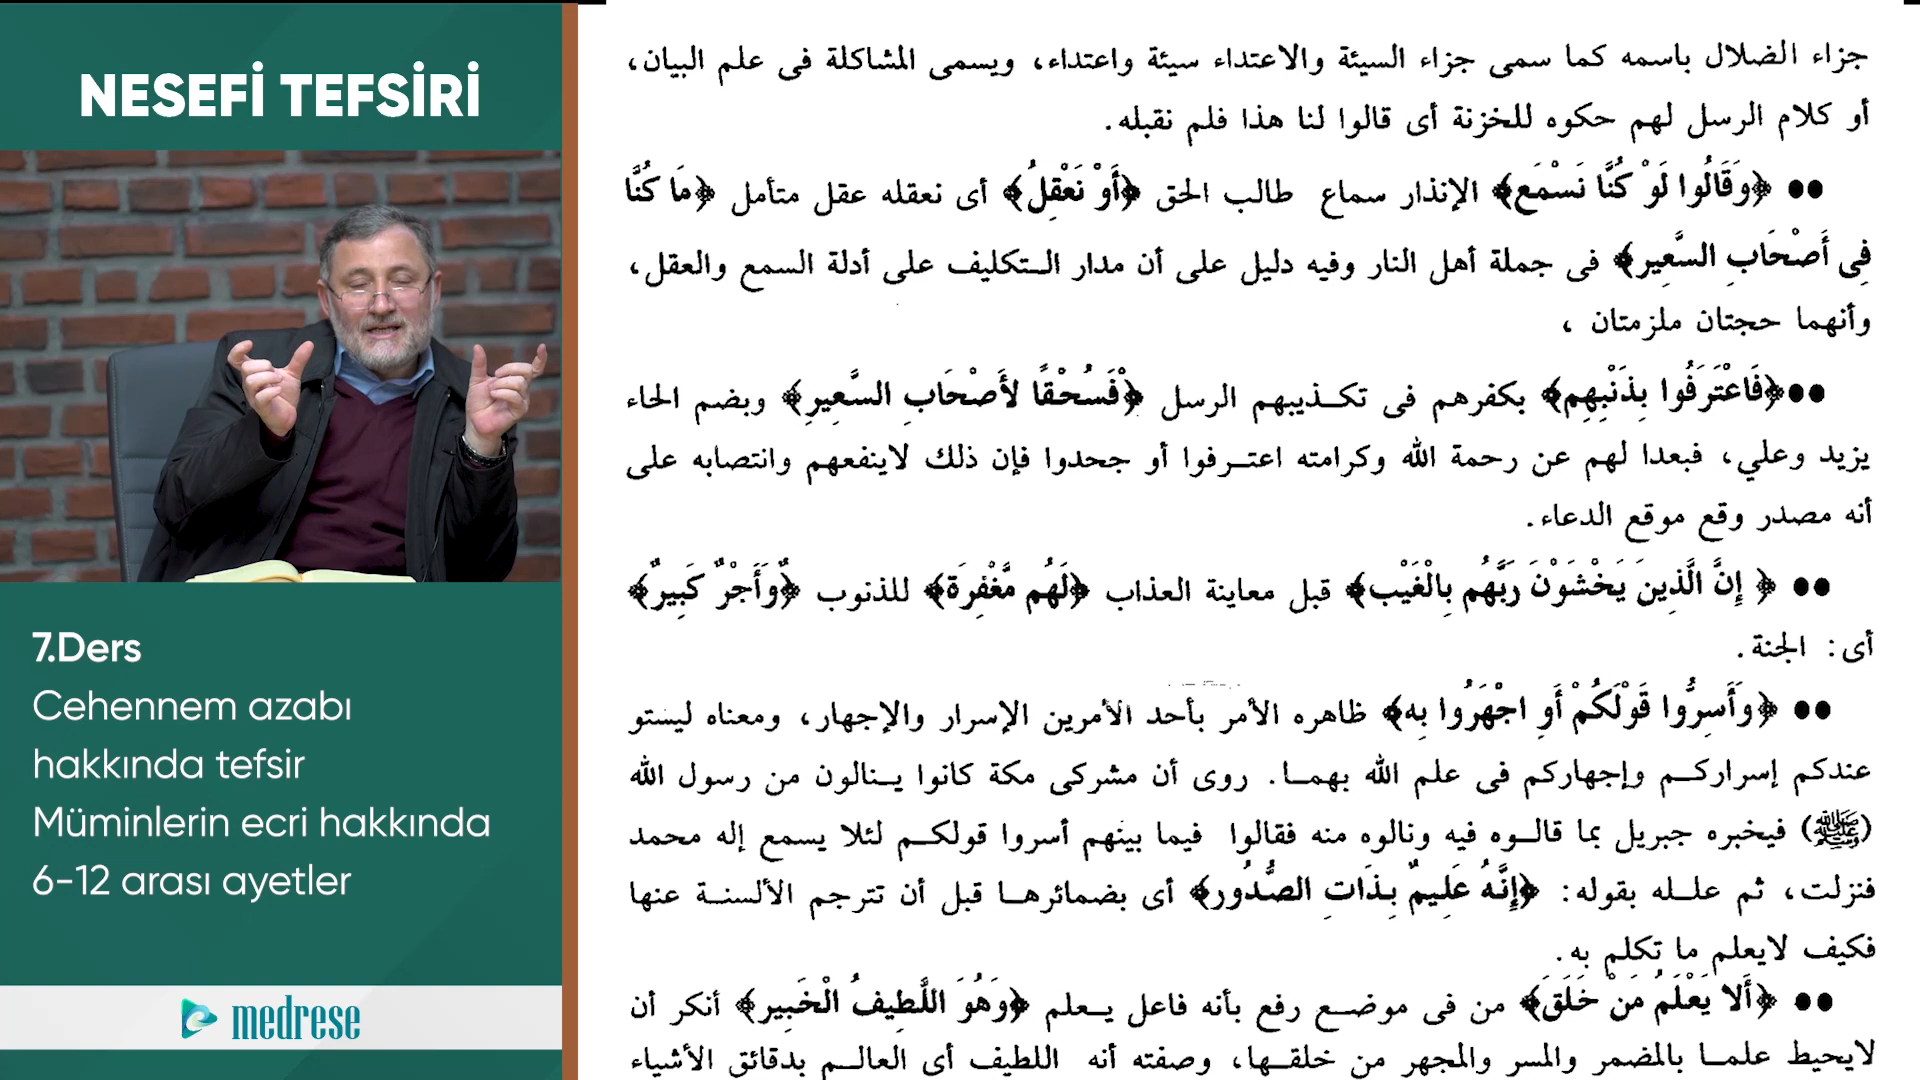 NESEFİ TEFSİRİ
7.Ders
Cehennem azabı
hakkında tefsir
Müminlerin ecri hakkında
6-12 arası ayetler
medrese
جزاء الضلال باسمه كما سمى جزاء السيئة والاعتداء سيئة واعتداء، ويسمى المشاكلة فى علم البيان،
أو كلام الرسل لهم حكوه للخزنة أى قالوا لنا هذا فلم نقبله.
●● ﴿وَقَالُوا لَوْ كُنَّا نَسْمَع﴾ الإنذار سماع طالب الحق ﴿أَوْ نَعْقِلُ﴾ أى نعقله عقل متأمل ﴿مَا كُنَّا
فِى أَصْحَابِ السَّعِير﴾ فى جملة أهل النار وفيه دليل على أن مدار التكليف على أدلة السمع والعقل،
وأنهما حجتان ملزمتان ،
●●﴿فَاعْتَرَفُوا بِذَنْبِهِم﴾ بكفرهم فى تكذيبهم الرسل ﴿فَسُحْقًا لأَصْحَابِ السَّعِيرِ﴾ وبضم الحاء
يزيد وعلي، فبعدا لهم عن رحمة الله وكرامته اعترفوا أو جحدوا فإن ذلك لاينفعهم وانتصابه على
أنه مصدر وقع موقع الدعاء.
●● ﴿ إِنَّ الَّذِينَ يَخْشَوْنَ رَبَّهُم بِالْغَيْب﴾ قبل معاينة العذاب ﴿لَهُم مَّغْفِرَة﴾ للذنوب ﴿وَأَجْرٌ كَبِيرٌ﴾
أى: الجنة.
●● ﴿وَأَسِرُّوا قَوْلَكُمْ أَوِ اجْهَرُوا بِه﴾ ظاهره الأمر بأحد الأمرين الإسرار والإجهار، ومعناه ليستو
عندكم إسراركم وإجهاركم فى علم الله بهما. روى أن مشركى مكة كانوا ينالون من رسول الله
(ﷺ) فيخبره جبريل بما قالوه فيه ونالوه منه فقالوا فيما بينهم أسروا قولكم لئلا يسمع إله محمد
فنزلت، ثم علله بقوله: ﴿إِنَّهُ عَلِيمٌ بِذَاتِ الصُّدُور﴾ أى بضمائرها قبل أن تترجم الألسنة عنها
فكيف لايعلم ما تكلم به.
●● ﴿أَلا يَعْلَمُ مَنْ خَلَقَ﴾ من فى موضع رفع بأنه فاعل يعلم ﴿وَهُوَ اللَّطِيفُ الْخَبِير﴾ أنكر أن
لايحيط علما بالمضمر والمسر والمجهر من خلقها، وصفته أنه اللطيف أى العالم بدقائق الأشياء